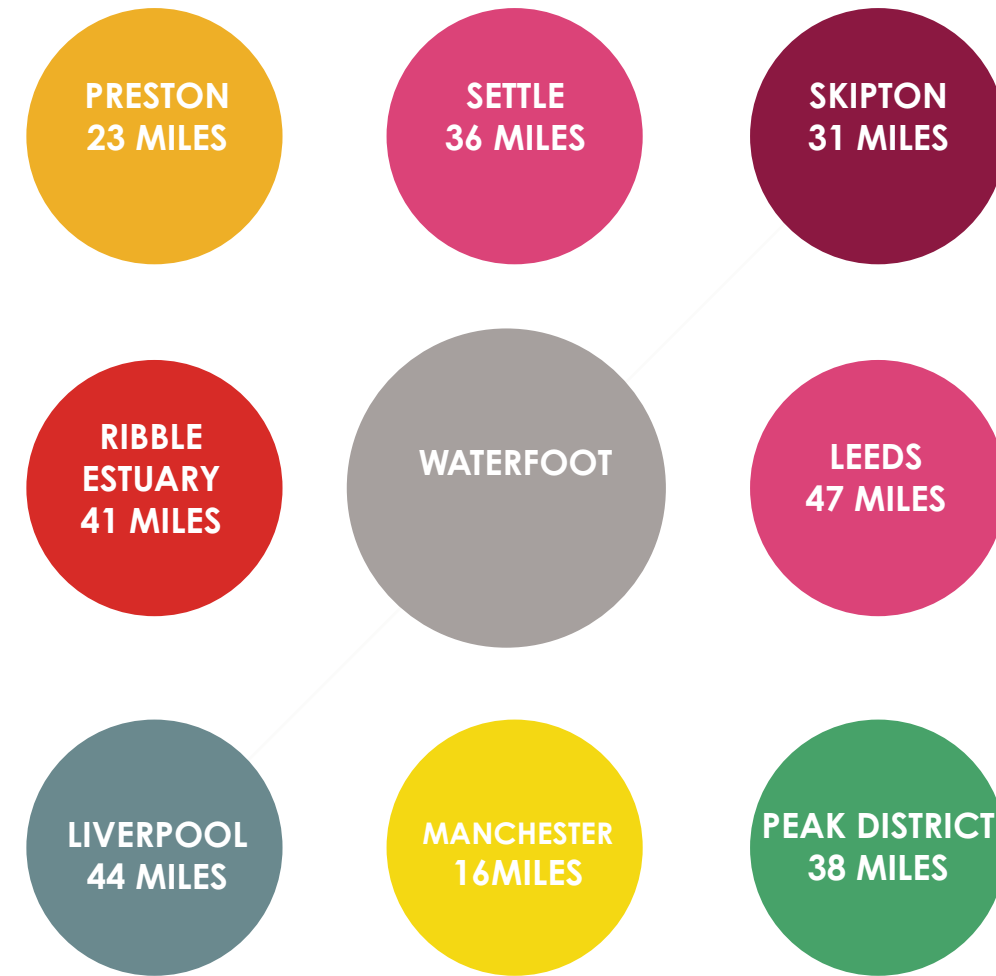 PRESTON
23 MILES
SETTLE
36 MILES
SKIPTON
31 MILES
RIBBLE
ESTUARY
41 MILES
WATERFOOT
LEEDS
47 MILES
LIVERPOOL
44 MILES
MANCHESTER
16MILES
PEAK DISTRICT
38 MILES